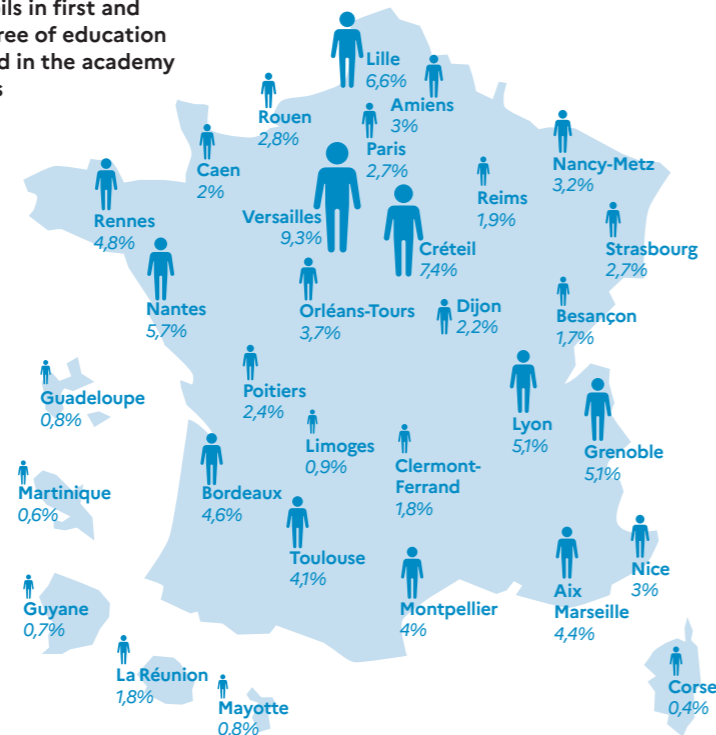 ils in first and
ree of education
d in the academy
s
Lille
6,6%
Amiens
3%
Rouen
2,8%
Paris
2,7%
Caen
2%
Nancy-Metz
3,2%
Reims
1,9%
Rennes
4,8%
Versailles
9,3%
Créteil
7,4%
Strasbourg
2,7%
Nantes
5,7%
Orléans-Tours
3,7%
Dijon
2,2%
Besançon
1,7%
Guadeloupe
0,8%
Poitiers
2,4%
Limoges
0,9%
Lyon
5,1%
Grenoble
5,1%
Clermont-
Ferrand
1,8%
Martinique
0,6%
Bordeaux
4,6%
Toulouse
4,1%
Montpellier
4%
Aix
Marseille
4,4%
Nice
3%
Guyane
0,7%
La Réunion
1,8%
Mayotte
0.8%
Corse
0,4%